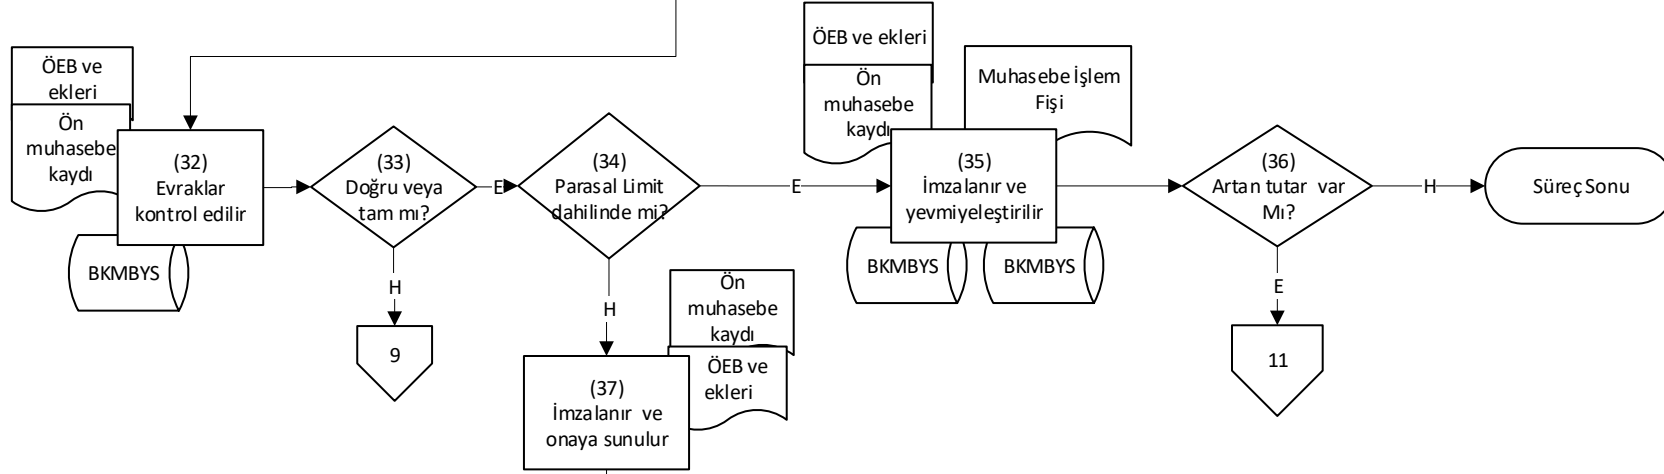 ÖEB ve
ekleri
Ön
muhasebe
kaydı
(32)
Evraklar
kontrol edilir
BKMBYS
(33)
Doğru veya
tam mı?
E
H
9
(34)
Parasal Limit
dahilinde mi?
E
H
Ön
muhasebe
kaydı
ÖEB ve
ekleri
(37)
İmzalanır ve
onaya sunulur
ÖEB ve ekleri
Ön
muhasebe
kaydı
Muhasebe İşlem
Fişi
(35)
İmzalanır ve
yevmiyeleştirilir
BKMBYS
BKMBYS
(36)
Artan tutar var
Mı?
H
E
11
Süreç Sonu